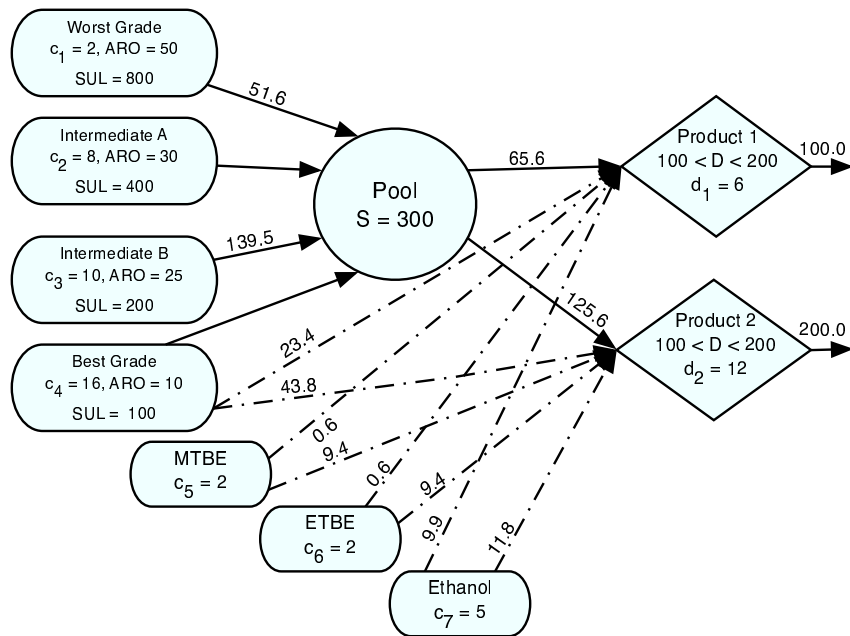 Worst Grade
c1 = 2, ARO = 50
SUL = 800
51.6
Intermediate A
c2 = 8, ARO = 30
SUL = 400
Intermediate B
c3 = 10, ARO = 25
SUL = 200
139.5
Best Grade
c4 = 16, ARO = 10
SUL = 100
Pool
S = 300
65.6
125.6
23.4
43.8
0.6
9.4
0.6
9.4
9.9
11.8
MTBE
c5 = 2
ETBE
c6 = 2
Ethanol
c7 = 5
Product 1
100 < D < 200
d1 = 6
100.0
Product 2
100 < D < 200
d2 = 12
200.0